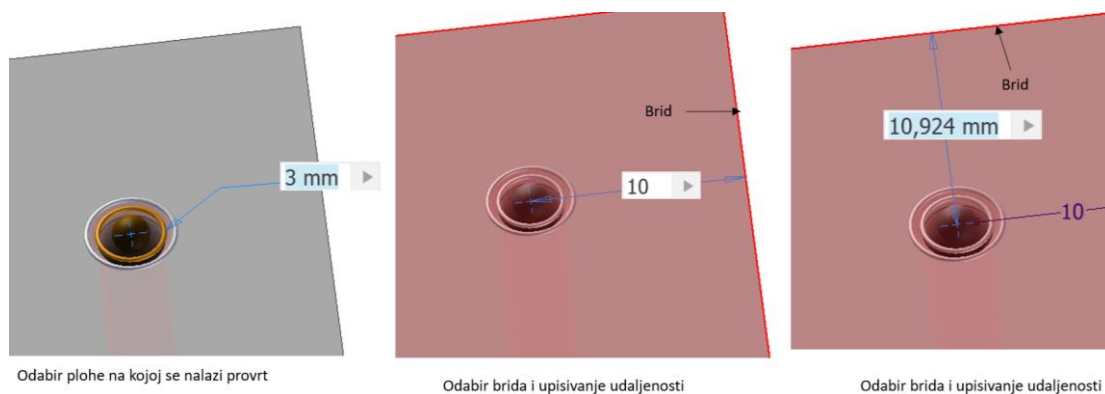 3 mm
Odabir plohe na kojoj se nalazi provrt
Brid
10
Odabir brida i upisivanje udaljenosti
Brid
10,924 mm
10
Odabir brida i upisivanje udaljenosti